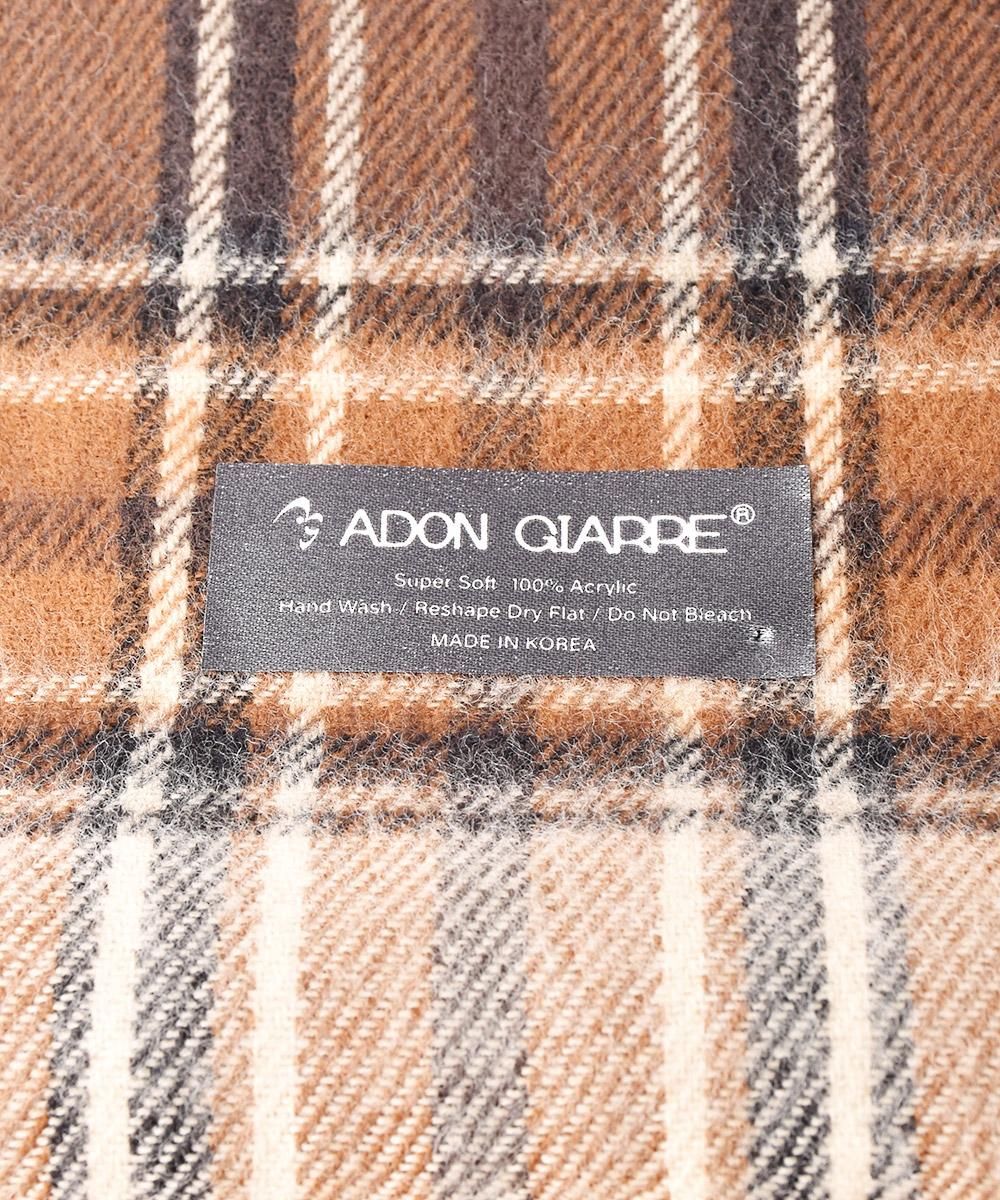 ADON GIARRE®
Super Soft 100% Acrylic
Hand Wash / Reshape Dry Flat / Do Not Bleach
MADE IN KOREA